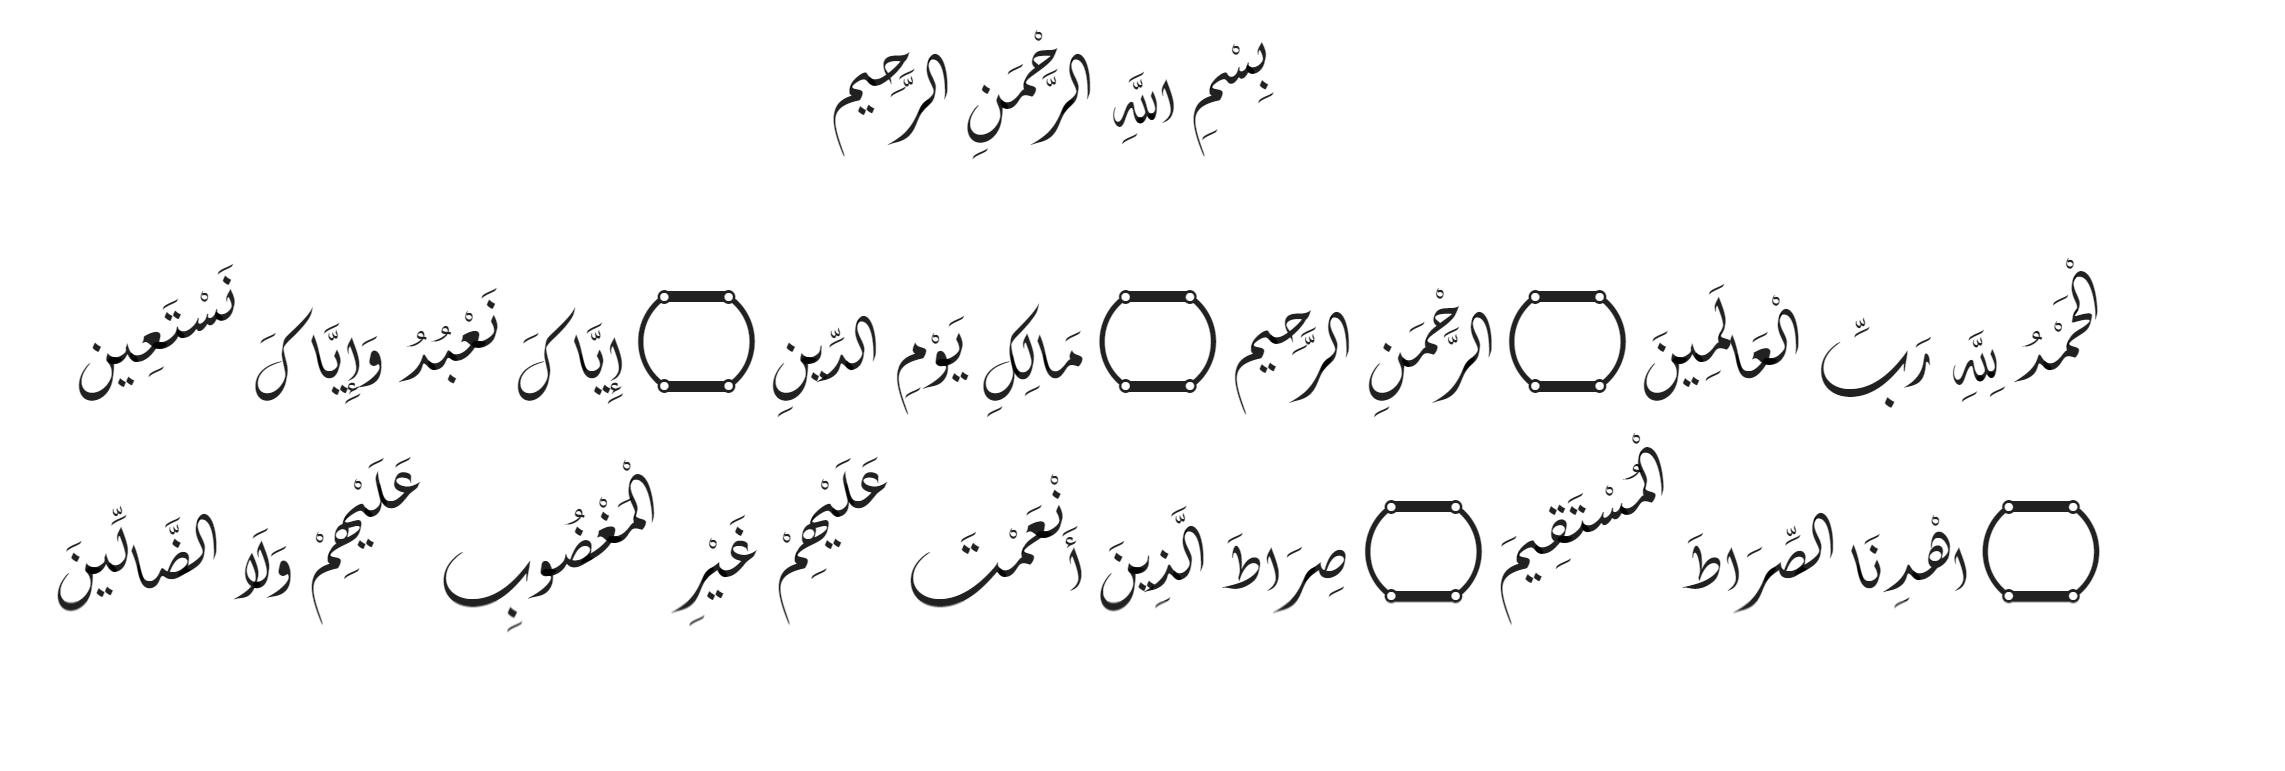 بِسْمِ اللَّهِ الرَّحْمَنِ الرَّحِيم
الْحَمْدُ لِلَّهِ رَبِّ الْعَالَمِينَ ۝ الرَّحْمَنِ الرَّحِيم ۝ مَالِكِ يَوْمِ الدِّينِ ۝ إِيَّاكَ نَعْبُدُ وَإِيَّاكَ نَسْتَعِين
۝ اهْدِنَا الصِّرَاطَ الْمُسْتَقِيمَ ۝ صِرَاطَ الَّذِينَ أَنْعَمْتَ عَلَيْهِمْ غَيْرِ الْمَغْضُوبِ عَلَيْهِمْ وَلَا الضَّالِّينَ